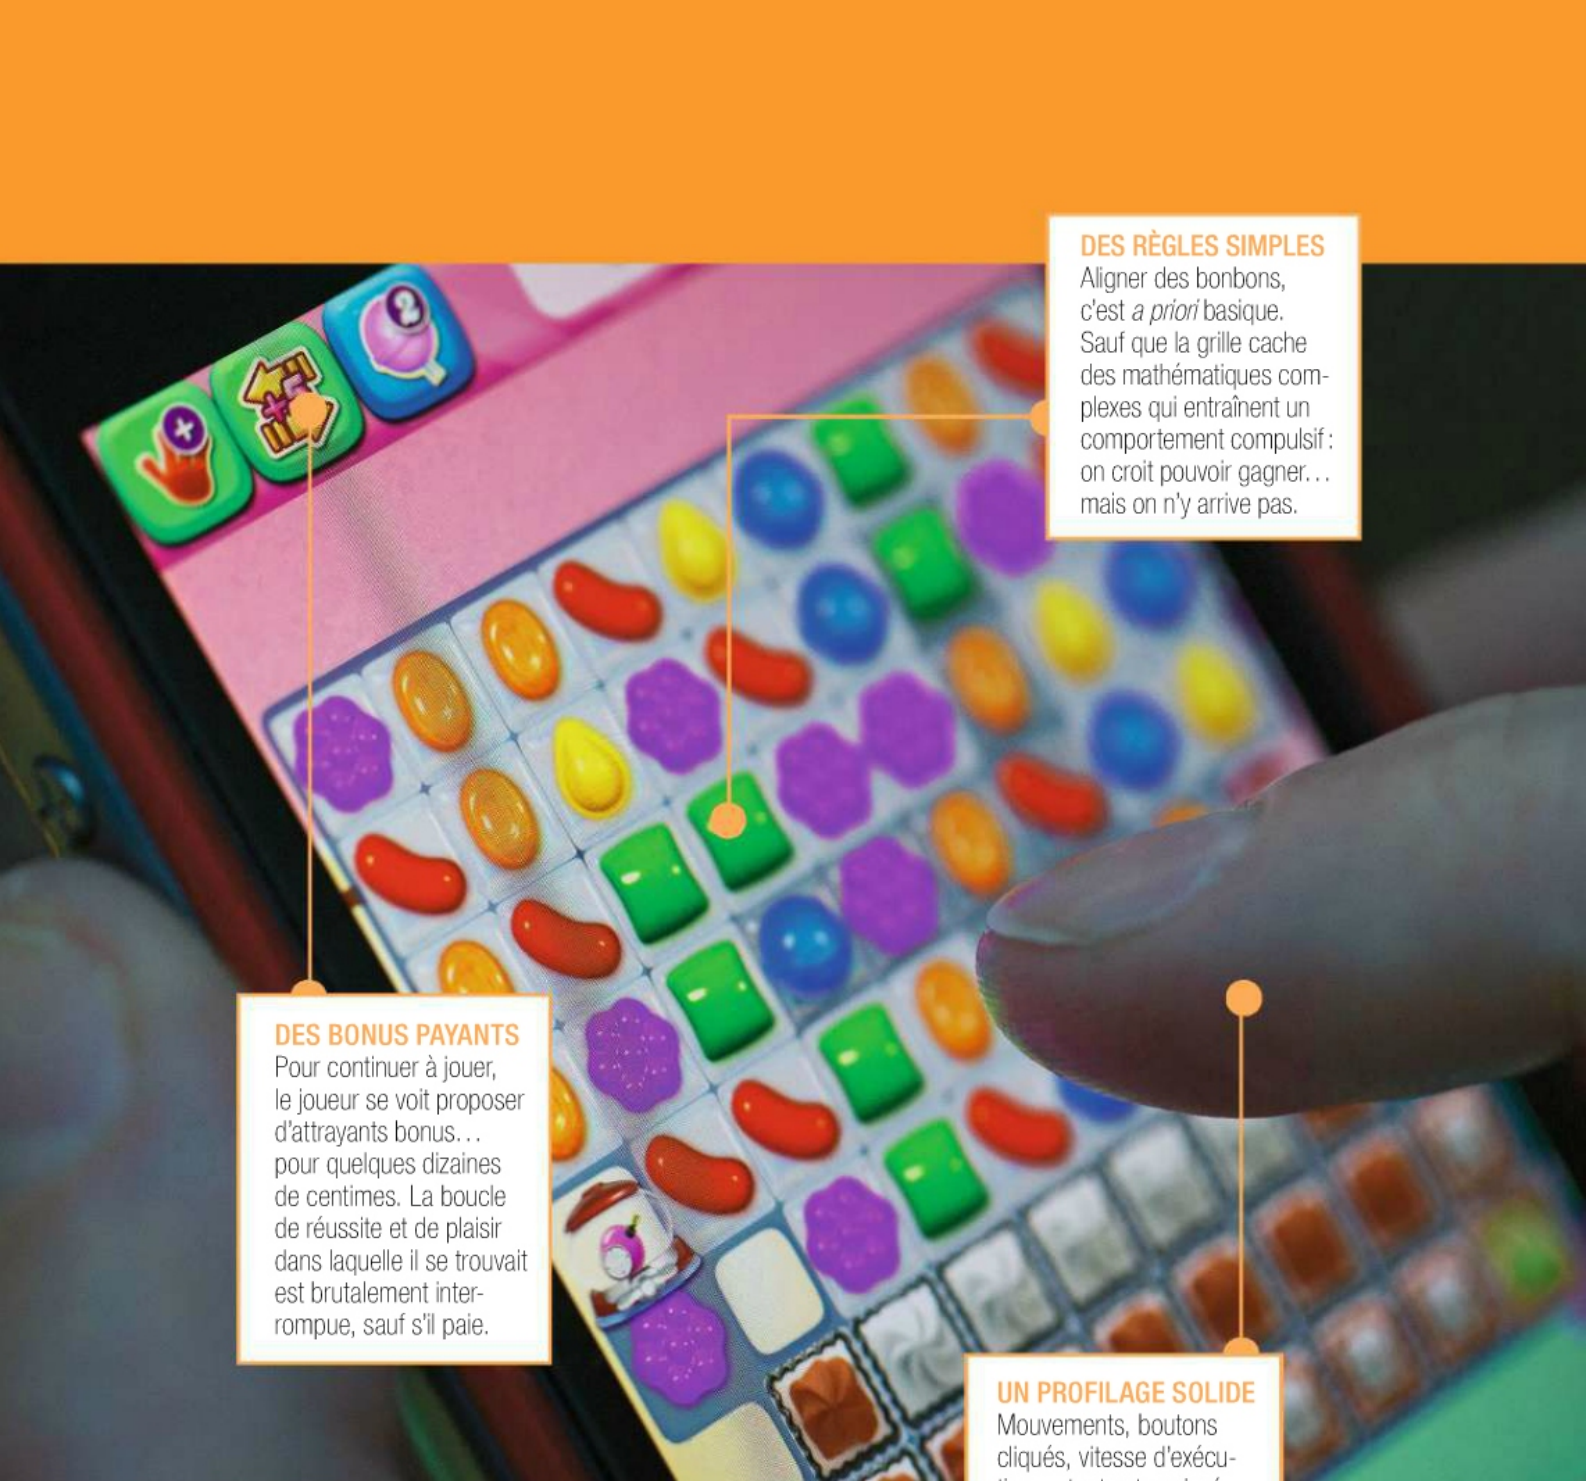 DES RÈGLES SIMPLES
Aligner des bonbons,
c'est a priori basique.
Sauf que la grille cache
des mathématiques com-
plexes qui entraînent un
comportement compulsif :
on croit pouvoir gagner...
mais on n'y arrive pas.
2
+
+5
DES BONUS PAYANTS
Pour continuer à jouer,
le joueur se voit proposer
d'attrayants bonus...
pour quelques dizaines
de centimes. La boucle
de réussite et de plaisir
dans laquelle il se trouvait
est brutalement inter-
rompue, sauf s'il paie.
UN PROFILAGE SOLIDE
Mouvements, boutons
cliqués, vitesse d'exécu-